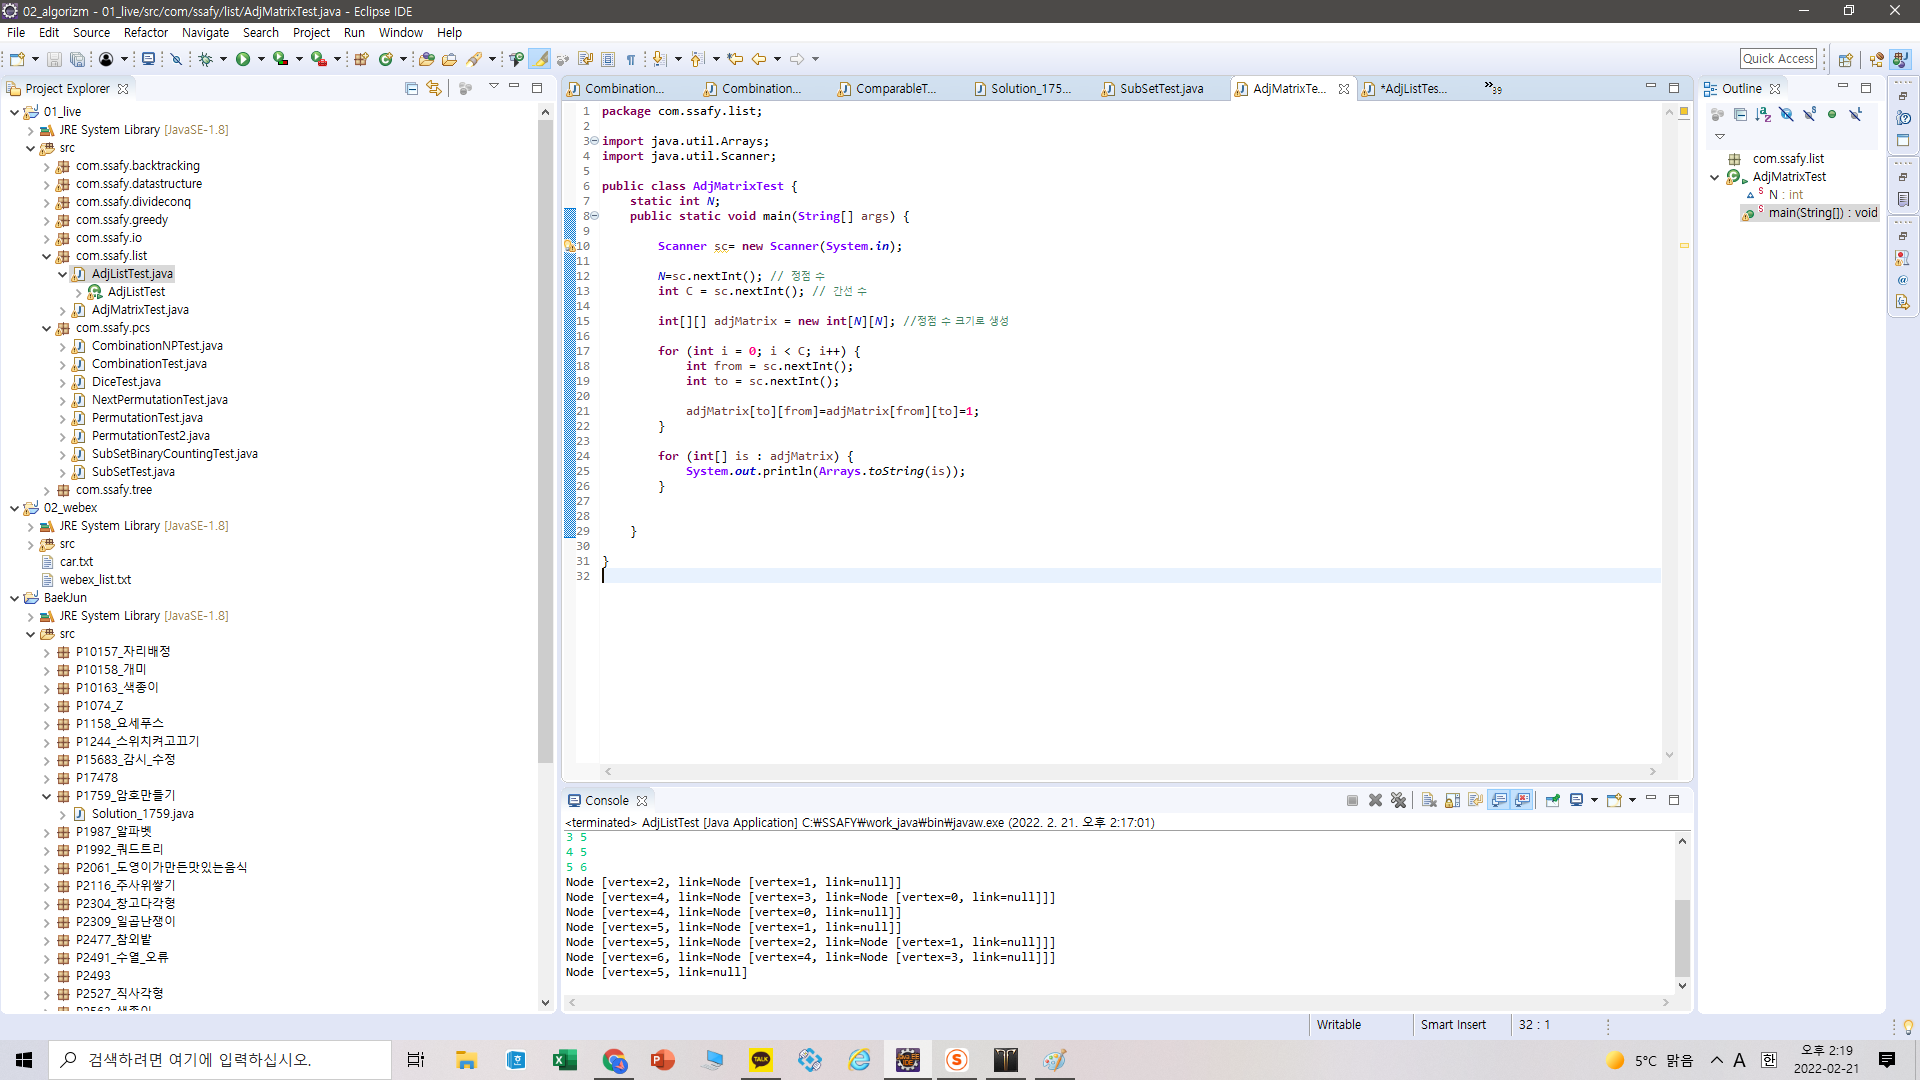 02_algorizm - 01_live/src/com/ssafy/list/AdjMatrixTest.java - Eclipse IDE
File Edit Source Refactor Navigate Search Project Run Window Help
Quick Access
Project Explorer
01_live
JRE System Library [JavaSE-1.8]
src
com.ssafy.backtracking
com.ssafy.datastructure
com.ssafy.divideconq
com.ssafy.greedy
com.ssafy.io
com.ssafy.list
AdjListTest.java
AdjListTest
AdjMatrixTest.java
com.ssafy.pcs
CombinationNPTest.java
CombinationTest.java
DiceTest.java
NextPermutationTest.java
PermutationTest.java
PermutationTest2.java
SubSetBinaryCountingTest.java
SubSetTest.java
com.ssafy.tree
02_webex
JRE System Library [JavaSE-1.8]
src
car.txt
webex_list.txt
BaekJun
JRE System Library [JavaSE-1.8]
src
P10157_자리배정
P10158_개미
P10163_색종이
P1074_Z
P1158_요세푸스
P1244_스위치켜고끄기
P15683_감시_수정
P17478
P1759_암호만들기
Solution_1759.java
P1987_알파벳
P1992_쿼드트리
P2061_도영이가만든맛있는음식
P2116_주사위쌓기
P2304_창고다각형
P2309_일곱난쟁이
P2477_참외밭
P2491_수열_오류
P2493
P2527_직사각형
P2563_색종이
Combination... Combination... ComparableT... Solution_175... SubSetTest.java AdjMatrixTe... *AdjListTes... »39
1 package com.ssafy.list;
2
3 import java.util.Arrays;
4 import java.util.Scanner;
5
6 public class AdjMatrixTest {
7 static int N;
8 public static void main(String[] args) {
9
10 Scanner sc= new Scanner(System.in);
11
12 N=sc.nextInt(); // 정점 수
13 int C = sc.nextInt(); // 간선 수
14
15 int[][] adjMatrix = new int[N][N]; //정점 수 크기로 생성
16
17 for (int i = 0; i < C; i++) {
18 int from = sc.nextInt();
19 int to = sc.nextInt();
20
21 adjMatrix[to][from]=adjMatrix[from][to]=1;
22 }
23
24 for (int[] is : adjMatrix) {
25 System.out.println(Arrays.toString(is));
26 }
27
28
29 }
30
31 }
32
Outline
com.ssafy.list
AdjMatrixTest
N : int
main(String[]) : void
Console
<terminated> AdjListTest [Java Application] C:₩SSAFY₩work_java₩bin₩javaw.exe (2022. 2. 21. 오후 2:17:01)
3 5
4 5
5 6
Node [vertex=2, link=Node [vertex=1, link=null]]
Node [vertex=4, link=Node [vertex=3, link=Node [vertex=0, link=null]]]
Node [vertex=4, link=Node [vertex=0, link=null]]
Node [vertex=5, link=Node [vertex=1, link=null]]
Node [vertex=5, link=Node [vertex=2, link=Node [vertex=1, link=null]]]
Node [vertex=6, link=Node [vertex=4, link=Node [vertex=3, link=null]]]
Node [vertex=5, link=null]
Writable Smart Insert 32 : 1
검색하려면 여기에 입력하십시오.
5°C 맑음 A 한 오후 2:19
2022-02-21